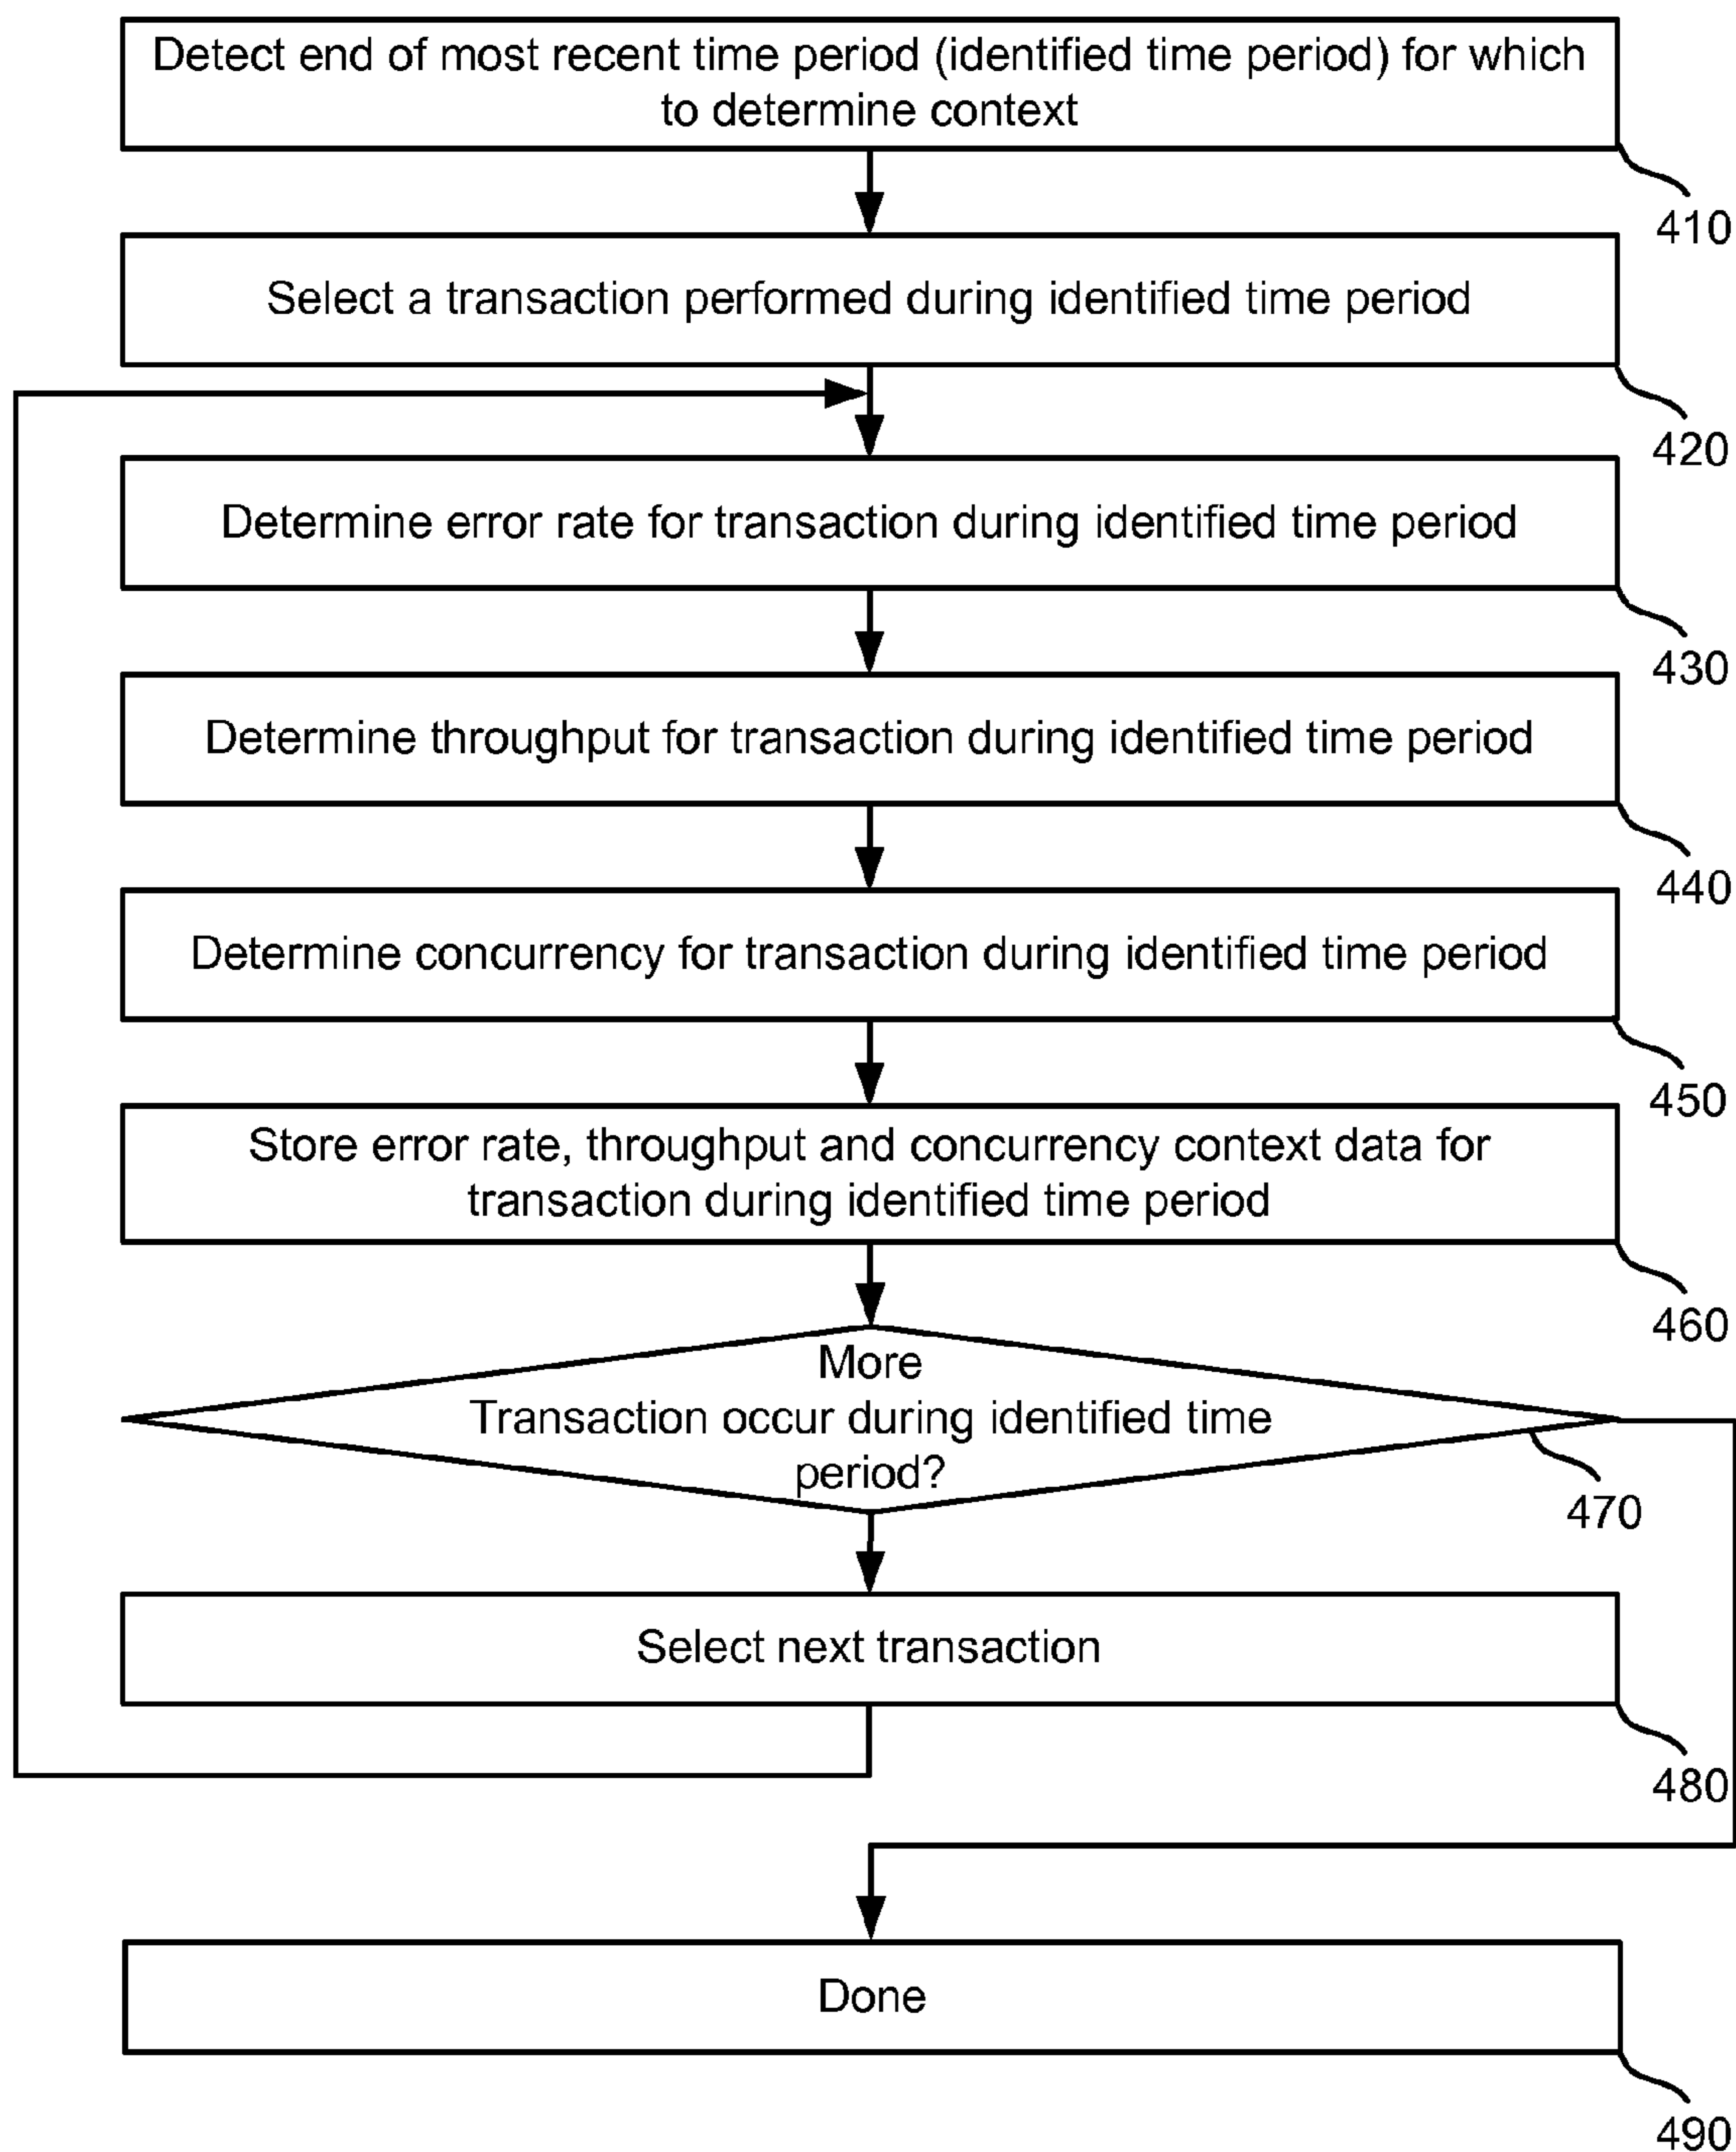 Detect end of most recent time period (identified time period) for which
to determine context
410
Select a transaction performed during identified time period
420
Determine error rate for transaction during identified time period
430
Determine throughput for transaction during identified time period
440
Determine concurrency for transaction during identified time period
450
Store error rate, throughput and concurrency context data for
transaction during identified time period
460
More
Transaction occur during identified time
period?
470
Select next transaction
480
Done
490